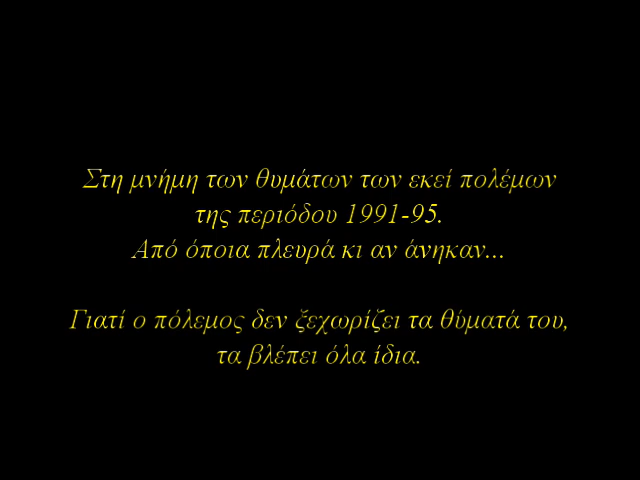 Στη μνήμη των θυμάτων των εκεί πολέμων
της περιόδου 1991-95.
Από όποια πλευρά κι αν άνηκαν...
Γιατί ο πόλεμος δεν ξεχωρίζει τα θύματά του,
τα βλέπει όλα ίδια.